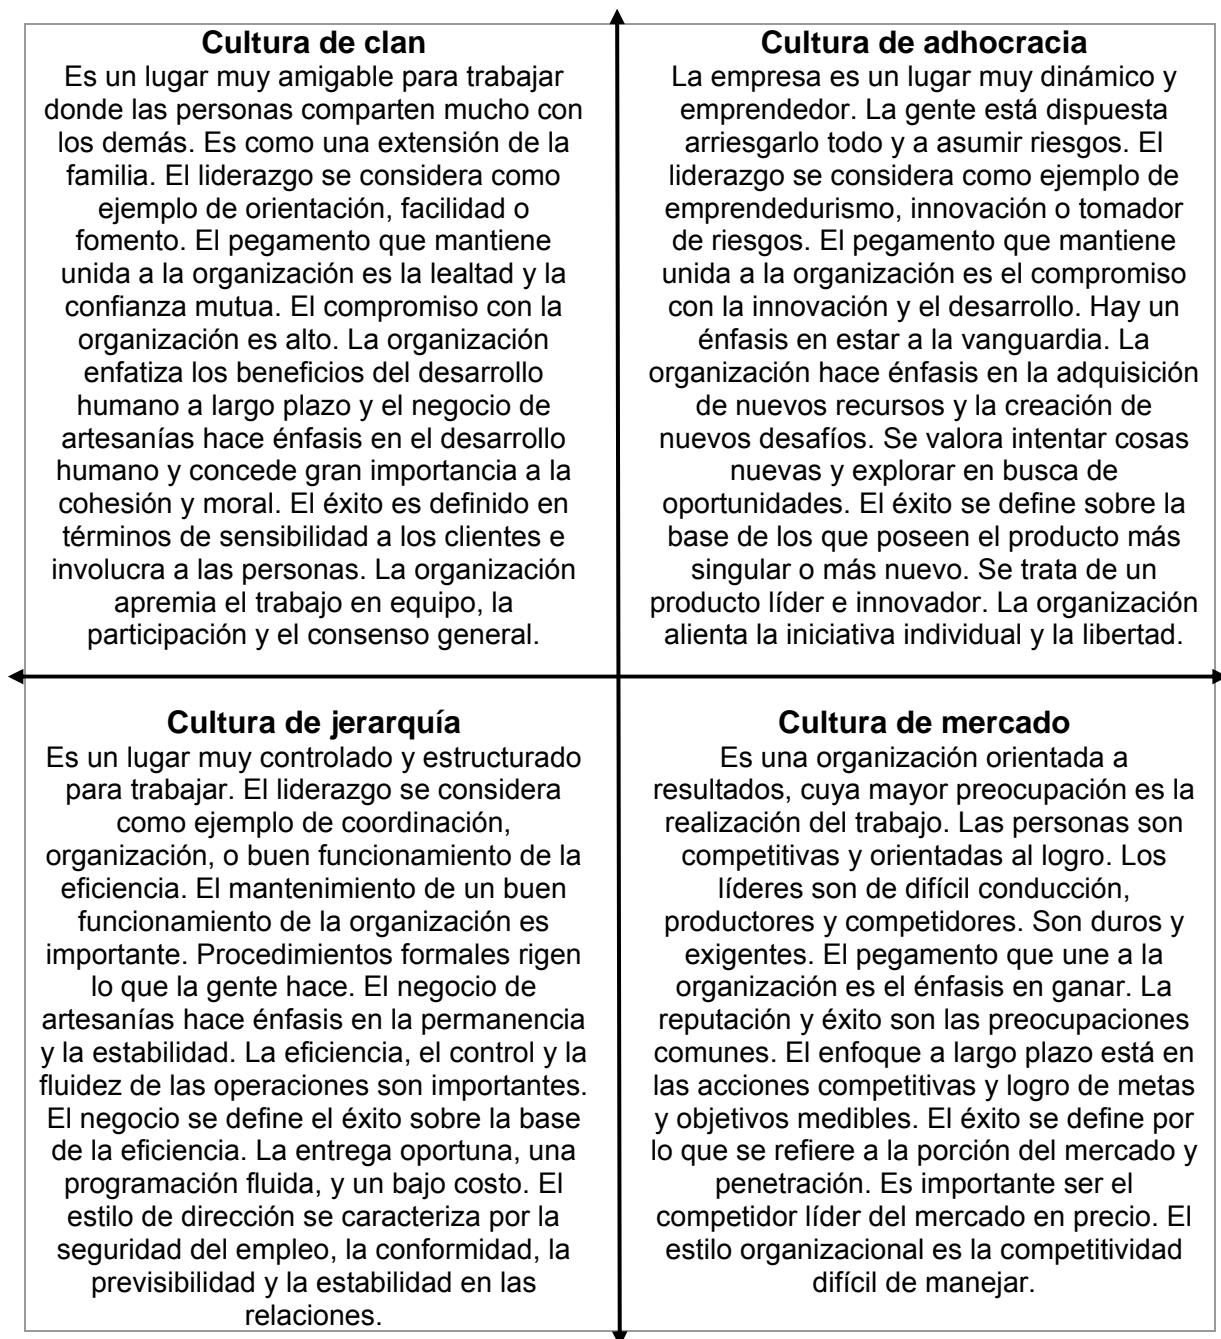 Cultura de clan
Es un lugar muy amigable para trabajar
donde las personas comparten mucho con
los demás. Es como una extensión de la
familia. El liderazgo se considera como
ejemplo de orientación, facilidad o
fomento. El pegamento que mantiene
unida a la organización es la lealtad y la
confianza mutua. El compromiso con la
organización es alto. La organización
enfatiza los beneficios del desarrollo
humano a largo plazo y el negocio de
artesanías hace énfasis en el desarrollo
humano y concede gran importancia a la
cohesión y moral. El éxito es definido en
términos de sensibilidad a los clientes e
involucra a las personas. La organización
apremia el trabajo en equipo, la
participación y el consenso general.
Cultura de adhocracia
La empresa es un lugar muy dinámico y
emprendedor. La gente está dispuesta
arriesgarlo todo y a asumir riesgos. El
liderazgo se considera como ejemplo de
emprendedurismo, innovación o tomador
de riesgos. El pegamento que mantiene
unida a la organización es el compromiso
con la innovación y el desarrollo. Hay un
énfasis en estar a la vanguardia. La
organización hace énfasis en la adquisición
de nuevos recursos y la creación de
nuevos desafíos. Se valora intentar cosas
nuevas y explorar en busca de
oportunidades. El éxito se define sobre la
base de los que poseen el producto más
singular o más nuevo. Se trata de un
producto líder e innovador. La organización
alienta la iniciativa individual y la libertad.
Cultura de jerarquía
Es un lugar muy controlado y estructurado
para trabajar. El liderazgo se considera
como ejemplo de coordinación,
organización, o buen funcionamiento de la
eficiencia. El mantenimiento de un buen
funcionamiento de la organización es
importante. Procedimientos formales rigen
lo que la gente hace. El negocio de
artesanías hace énfasis en la permanencia
y la estabilidad. La eficiencia, el control y la
fluidez de las operaciones son importantes.
El negocio se define el éxito sobre la base
de la eficiencia. La entrega oportuna, una
programación fluida, y un bajo costo. El
estilo de dirección se caracteriza por la
seguridad del empleo, la conformidad, la
previsibilidad y la estabilidad en las
relaciones.
Cultura de mercado
Es una organización orientada a
resultados, cuya mayor preocupación es la
realización del trabajo. Las personas son
competitivas y orientadas al logro. Los
líderes son de difícil conducción,
productores y competidores. Son duros y
exigentes. El pegamento que une a la
organización es el énfasis en ganar. La
reputación y éxito son las preocupaciones
comunes. El enfoque a largo plazo está en
las acciones competitivas y logro de metas
y objetivos medibles. El éxito se define por
lo que se refiere a la porción del mercado y
penetración. Es importante ser el
competidor líder del mercado en precio. El
estilo organizacional es la competitividad
difícil de manejar.